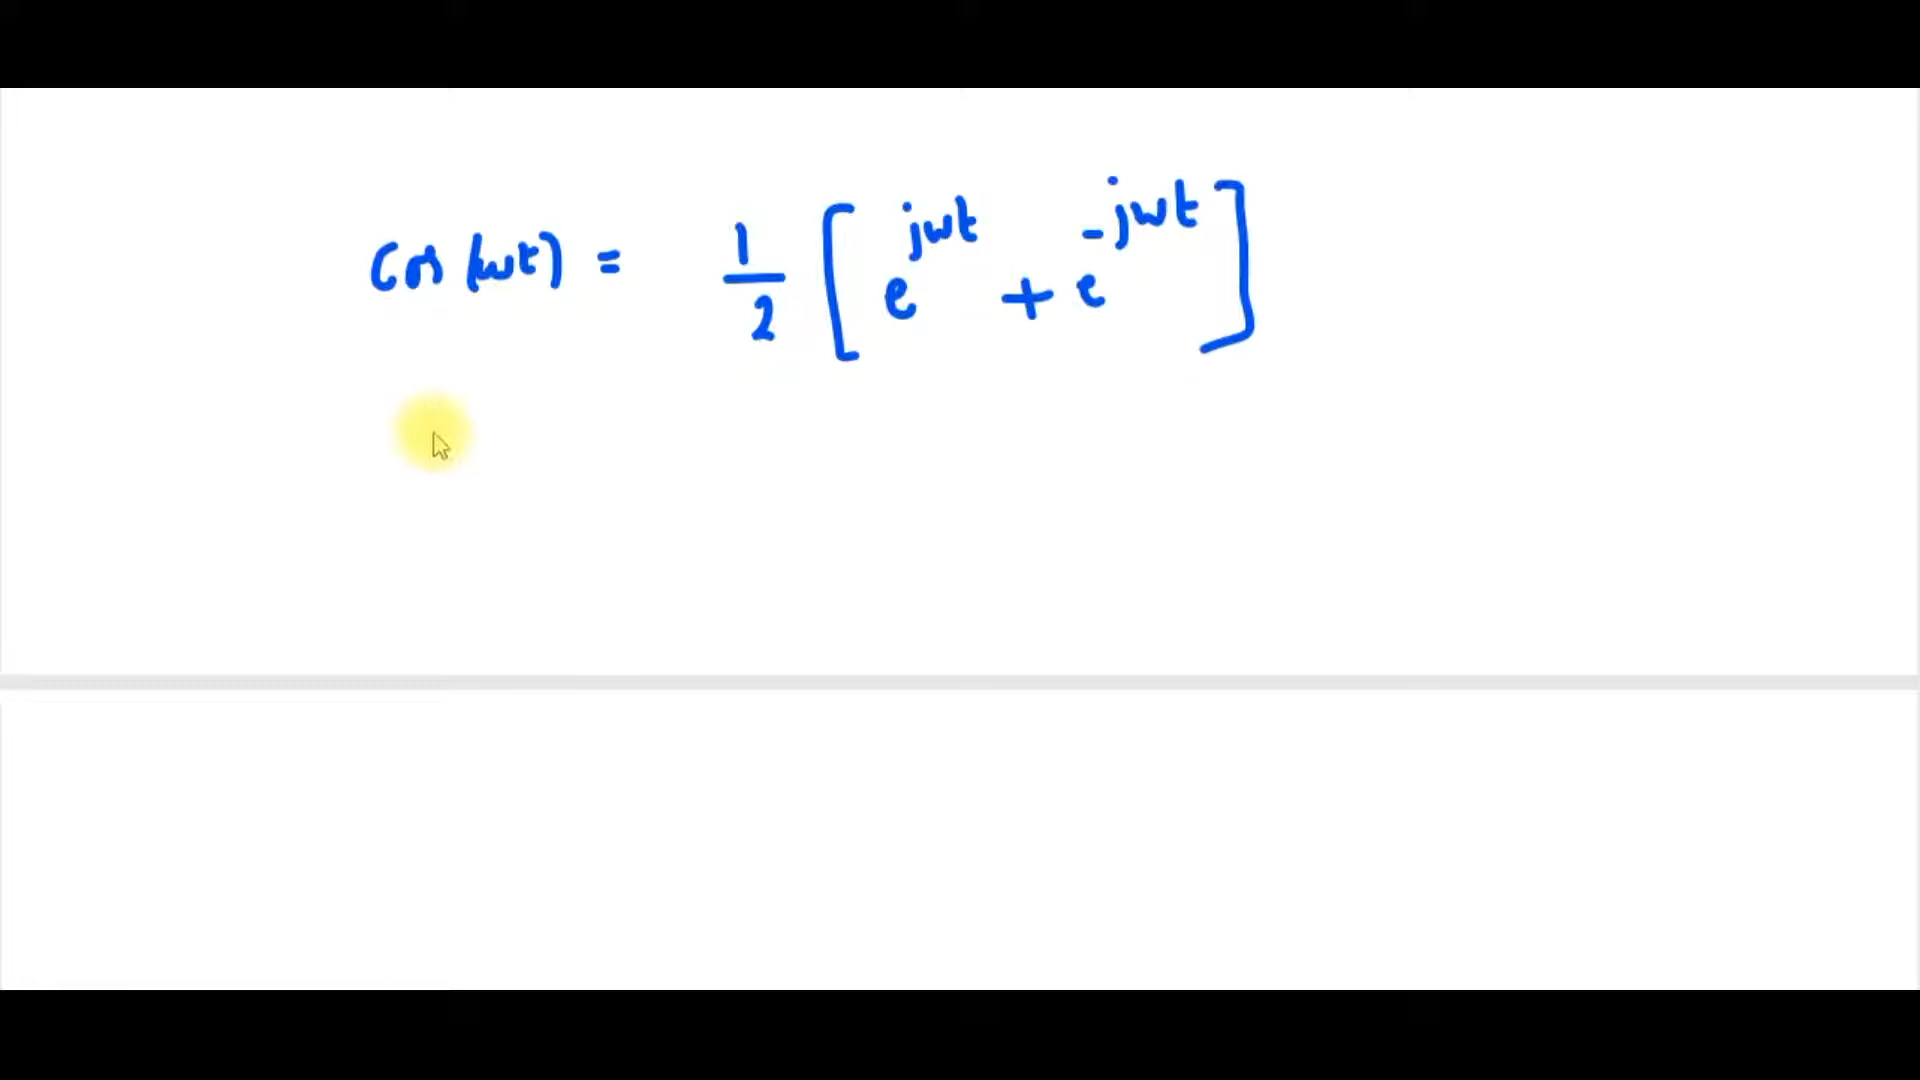 Cos(wt) = 1/2 [e^jwt + e^-jwt]